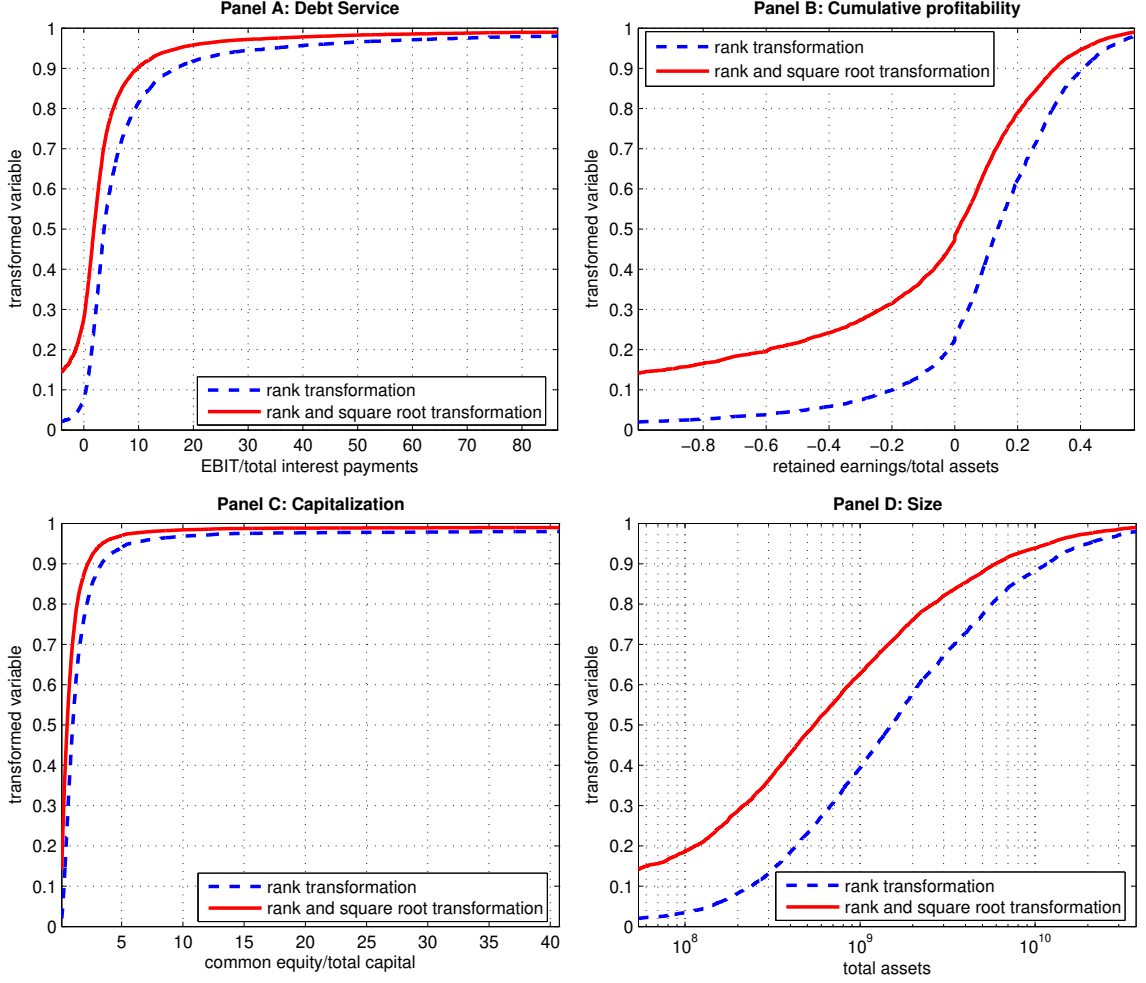 Panel A: Debt Service
1
0.9
0.8
0.7
0.6
0.5
0.4
0.3
0.2
0.1
0
transformed variable
rank transformation
rank and square root transformation
0 10 20 30 40 50 60 70 80
EBIT/total interest payments
Panel B: Cumulative profitability
1
0.9
0.8
0.7
0.6
0.5
0.4
0.3
0.2
0.1
0
transformed variable
rank transformation
rank and square root transformation
−0.8 −0.6 −0.4 −0.2 0 0.2 0.4
retained earnings/total assets
Panel C: Capitalization
1
0.9
0.8
0.7
0.6
0.5
0.4
0.3
0.2
0.1
0
transformed variable
rank transformation
rank and square root transformation
5 10 15 20 25 30 35 40
common equity/total capital
Panel D: Size
1
0.9
0.8
0.7
0.6
0.5
0.4
0.3
0.2
0.1
0
transformed variable
rank transformation
rank and square root transformation
10⁸ 10⁹ 10¹⁰
total assets